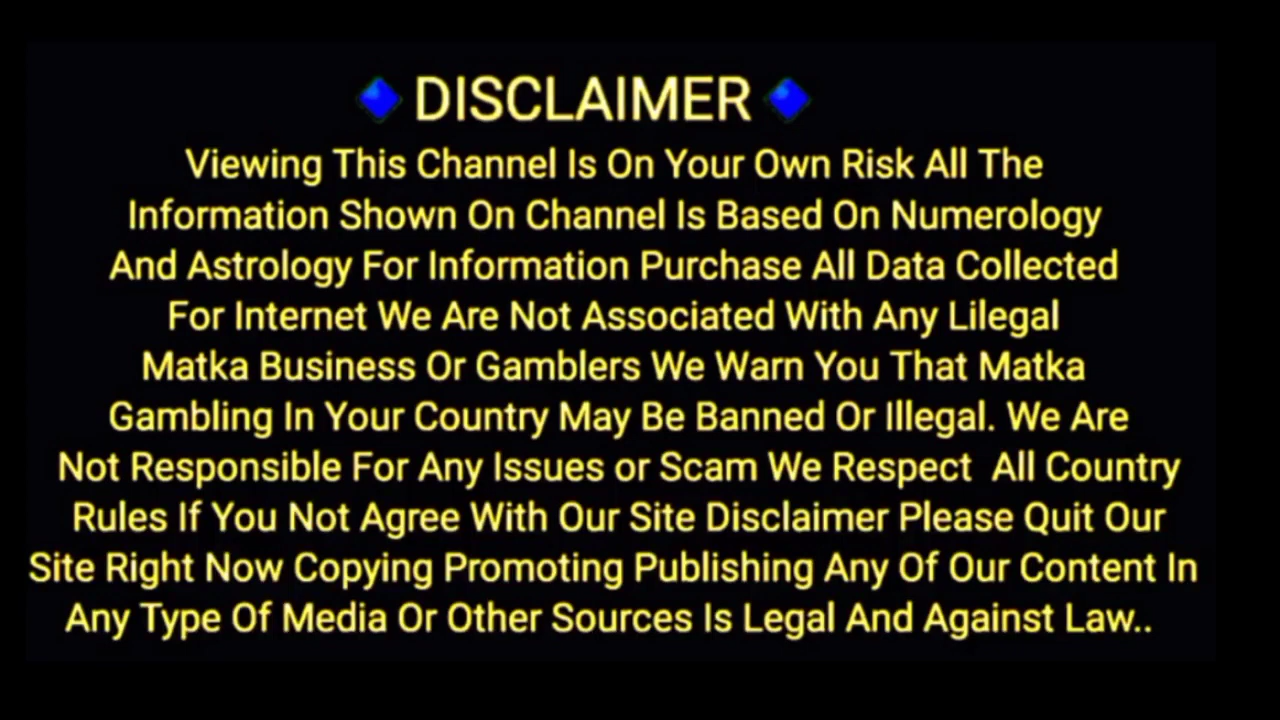 🔹DISCLAIMER🔹
Viewing This Channel Is On Your Own Risk All The
Information Shown On Channel Is Based On Numerology
And Astrology For Information Purchase All Data Collected
For Internet We Are Not Associated With Any Lilegal
Matka Business Or Gamblers We Warn You That Matka
Gambling In Your Country May Be Banned Or Illegal. We Are
Not Responsible For Any Issues or Scam We Respect  All Country
Rules If You Not Agree With Our Site Disclaimer Please Quit Our
Site Right Now Copying Promoting Publishing Any Of Our Content In
Any Type Of Media Or Other Sources Is Legal And Against Law..